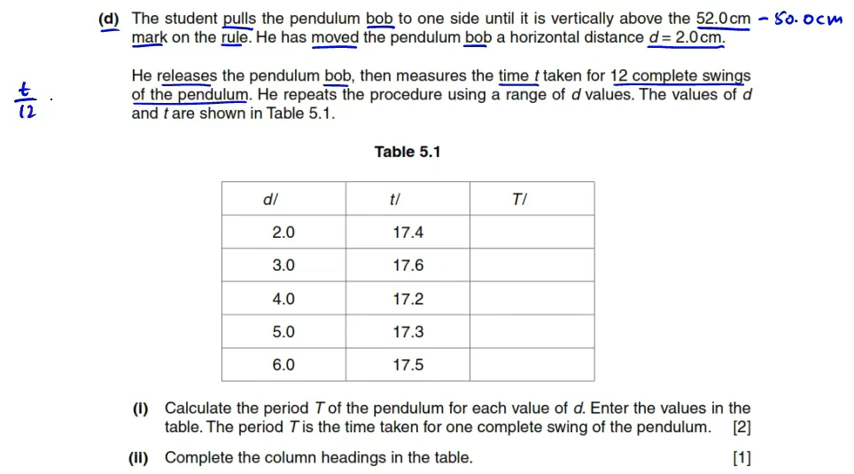 (d) The student pulls the pendulum bob to one side until it is vertically above the 52.0 cm - 50.0cm
mark on the rule. He has moved the pendulum bob a horizontal distance d = 2.0 cm.
He releases the pendulum bob, then measures the time t taken for 12 complete swings
of the pendulum. He repeats the procedure using a range of d values. The values of d
and t are shown in Table 5.1.
t
12
Table 5.1
d/ t/ T/
2.0 17.4
3.0 17.6
4.0 17.2
5.0 17.3
6.0 17.5
(i) Calculate the period T of the pendulum for each value of d. Enter the values in the
table. The period T is the time taken for one complete swing of the pendulum. [2]
(ii) Complete the column headings in the table. [1]